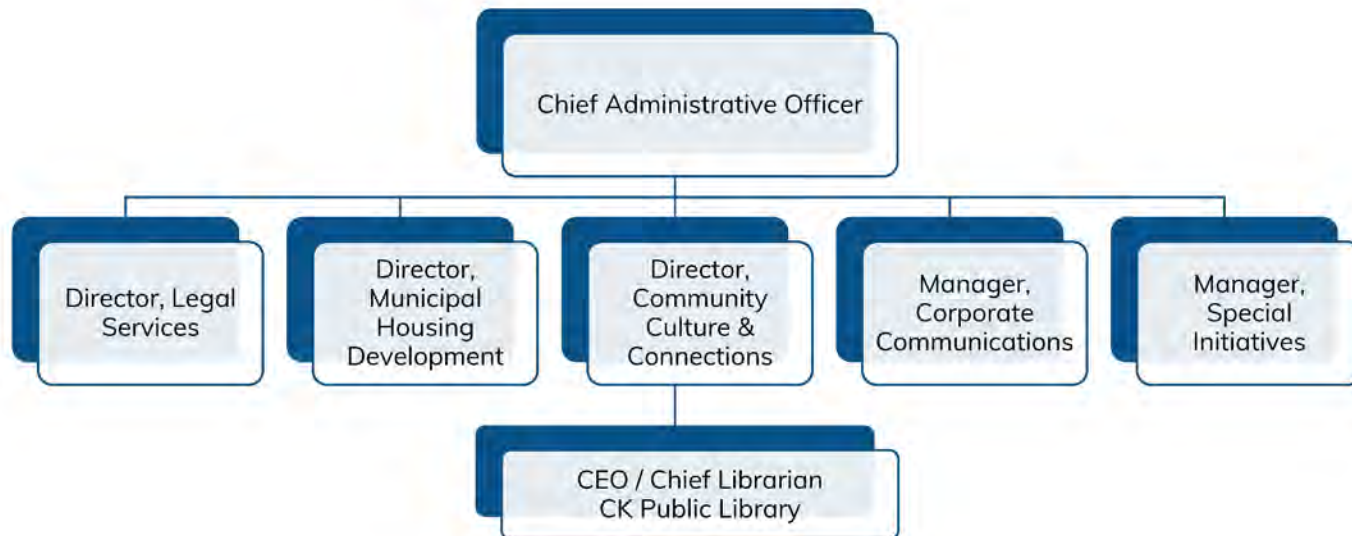 Chief Administrative Officer
Director, Legal
Services
Director,
Municipal
Housing
Development
Director,
Community
Culture &
Connections
Manager,
Corporate
Communications
Manager,
Special
Initiatives
CEO / Chief Librarian
CK Public Library